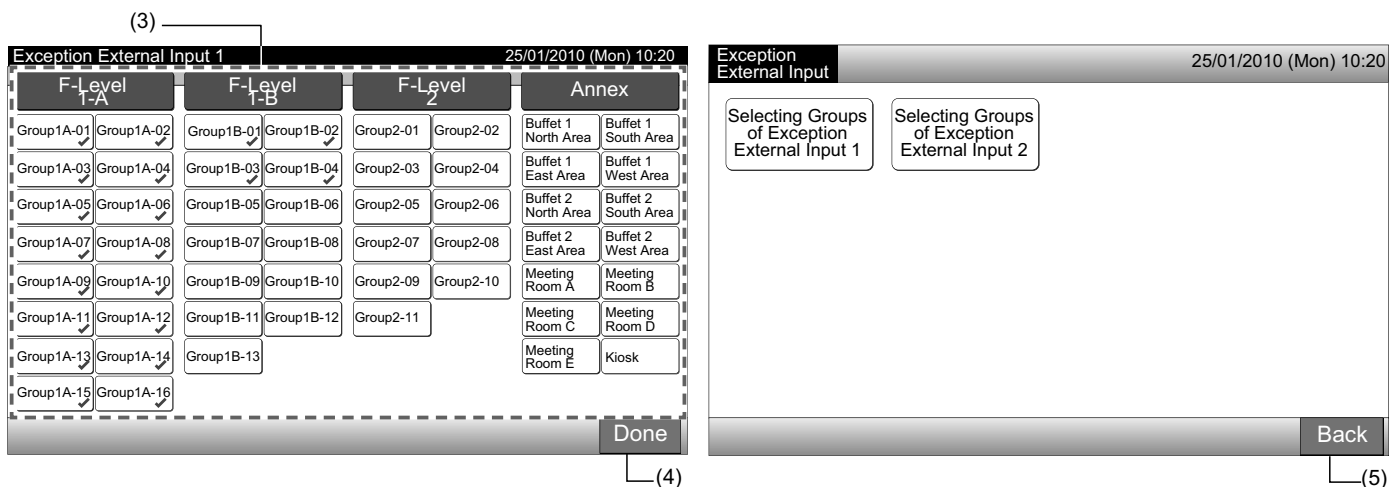 (3)
Exception External Input 1 25/01/2010 (Mon) 10:20
F-Level
1-A
F-Level
1-B
F-Level
2
Annex
Group1A-01 Group1A-02 Group1B-01 Group1B-02 Group2-01 Group2-02
Buffet 1 Buffet 1
North Area South Area
Group1A-03 Group1A-04 Group1B-03 Group1B-04 Group2-03 Group2-04
Buffet 1 Buffet 1
East Area West Area
Group1A-05 Group1A-06 Group1B-05 Group1B-06 Group2-05 Group2-06
Buffet 2 Buffet 2
North Area South Area
Group1A-07 Group1A-08 Group1B-07 Group1B-08 Group2-07 Group2-08
Buffet 2 Buffet 2
East Area West Area
Group1A-09 Group1A-10 Group1B-09 Group1B-10 Group2-09 Group2-10
Meeting Meeting
Room A Room B
Group1A-11 Group1A-12 Group1B-11 Group1B-12 Group2-11
Meeting Meeting
Room C Room D
Group1A-13 Group1A-14 Group1B-13
Meeting
Room E
Kiosk
Group1A-15 Group1A-16
Done
(4)
Exception
External Input
25/01/2010 (Mon) 10:20
Selecting Groups
of Exception
External Input 1
Selecting Groups
of Exception
External Input 2
Back
(5)